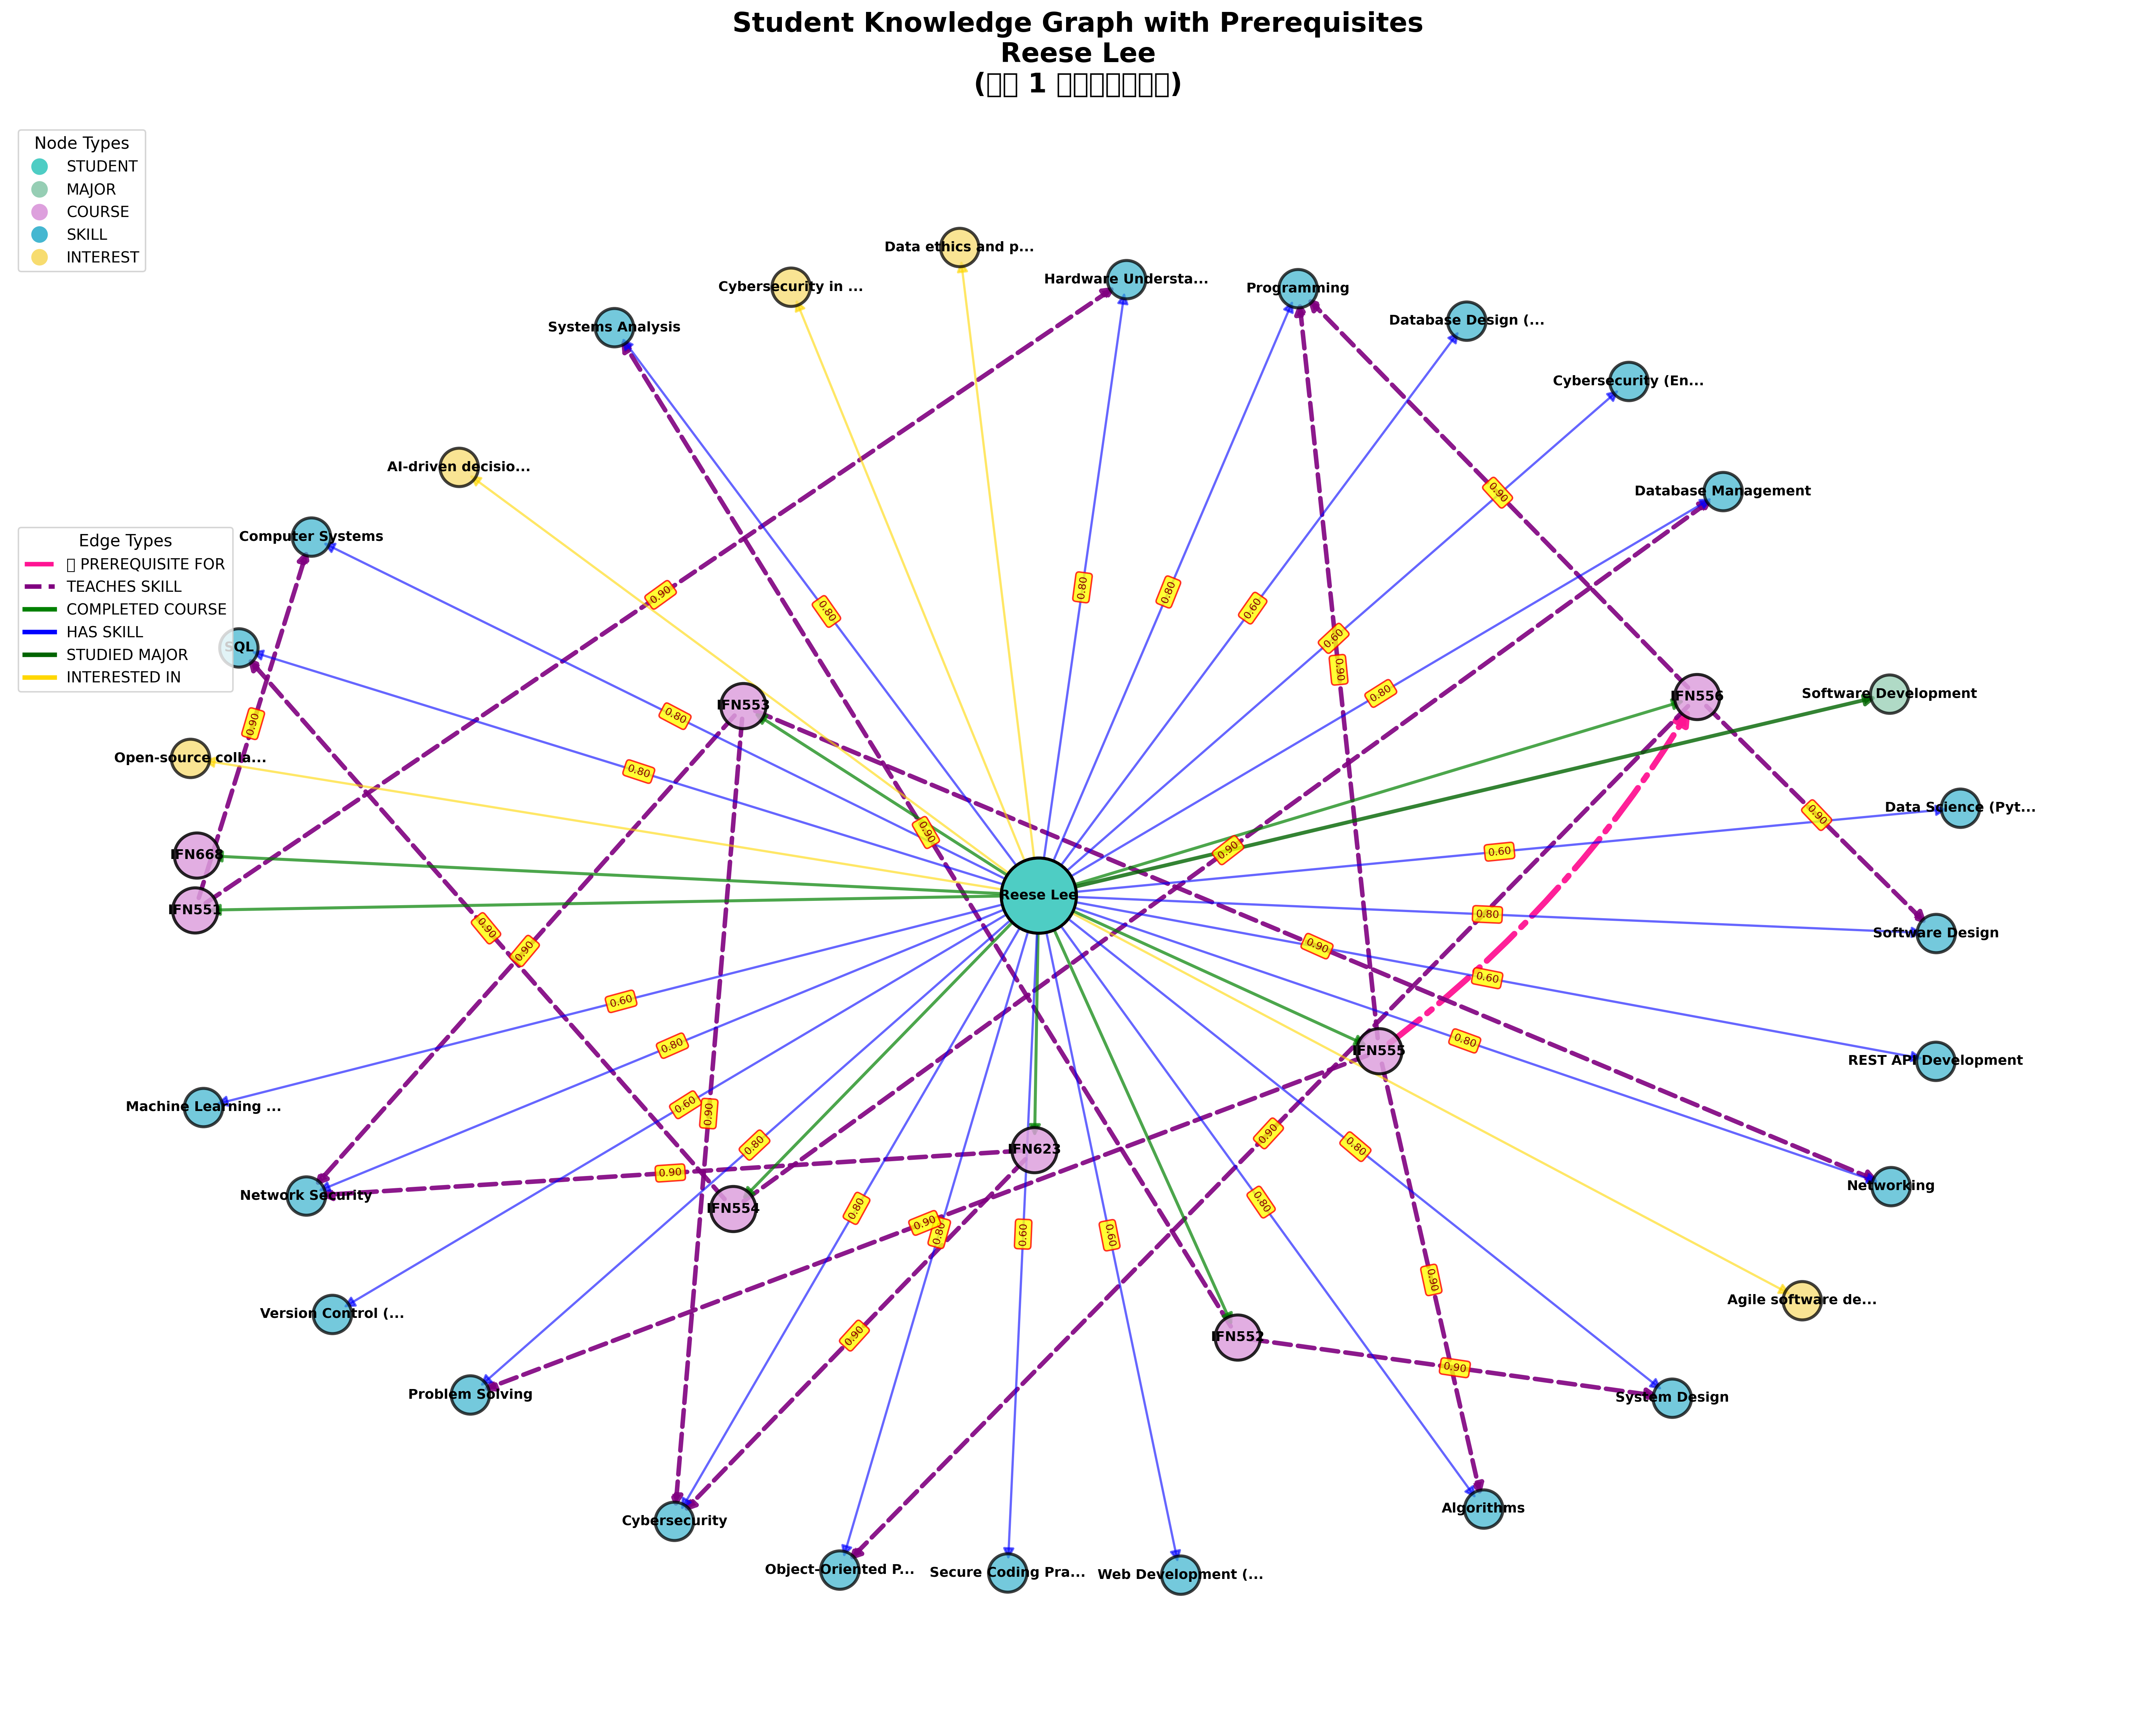 Student Knowledge Graph with Prerequisites
Reese Lee
( 1 )
Node Types
STUDENT
MAJOR
COURSE
SKILL
INTEREST
Edge Types
PREREQUISITE FOR
TEACHES SKILL
COMPLETED COURSE
HAS SKILL
STUDIED MAJOR
INTERESTED IN
Data ethics and p...
Cybersecurity in ...
Hardware Understa...
Programming
Database Design (...
Systems Analysis
Cybersecurity (En...
AI-driven decisio...
Database Management
0.90
Computer Systems
0.80
0.80
0.90
0.60
0.80
0.60
SQL
0.90
0.80
Software Development
IFN556
IFN553
0.80
0.90
Open-source colla...
0.80
Data Science (Pyt...
0.90
0.90
0.90
0.60
IFN668
Reese Lee
IFN551
0.80
0.90
Software Design
0.90
0.90
0.60
0.60
0.80
0.80
IFN555
REST API Development
0.60
Machine Learning ...
0.90
0.90
0.80
0.80
IFN623
0.90
Networking
Network Security
0.80
0.80
IFN554
0.90
0.80
0.60
0.60
0.90
Agile software de...
Version Control (...
0.90
IFN552
0.90
Problem Solving
System Design
Algorithms
Cybersecurity
Object-Oriented P...
Secure Coding Pra...
Web Development (...